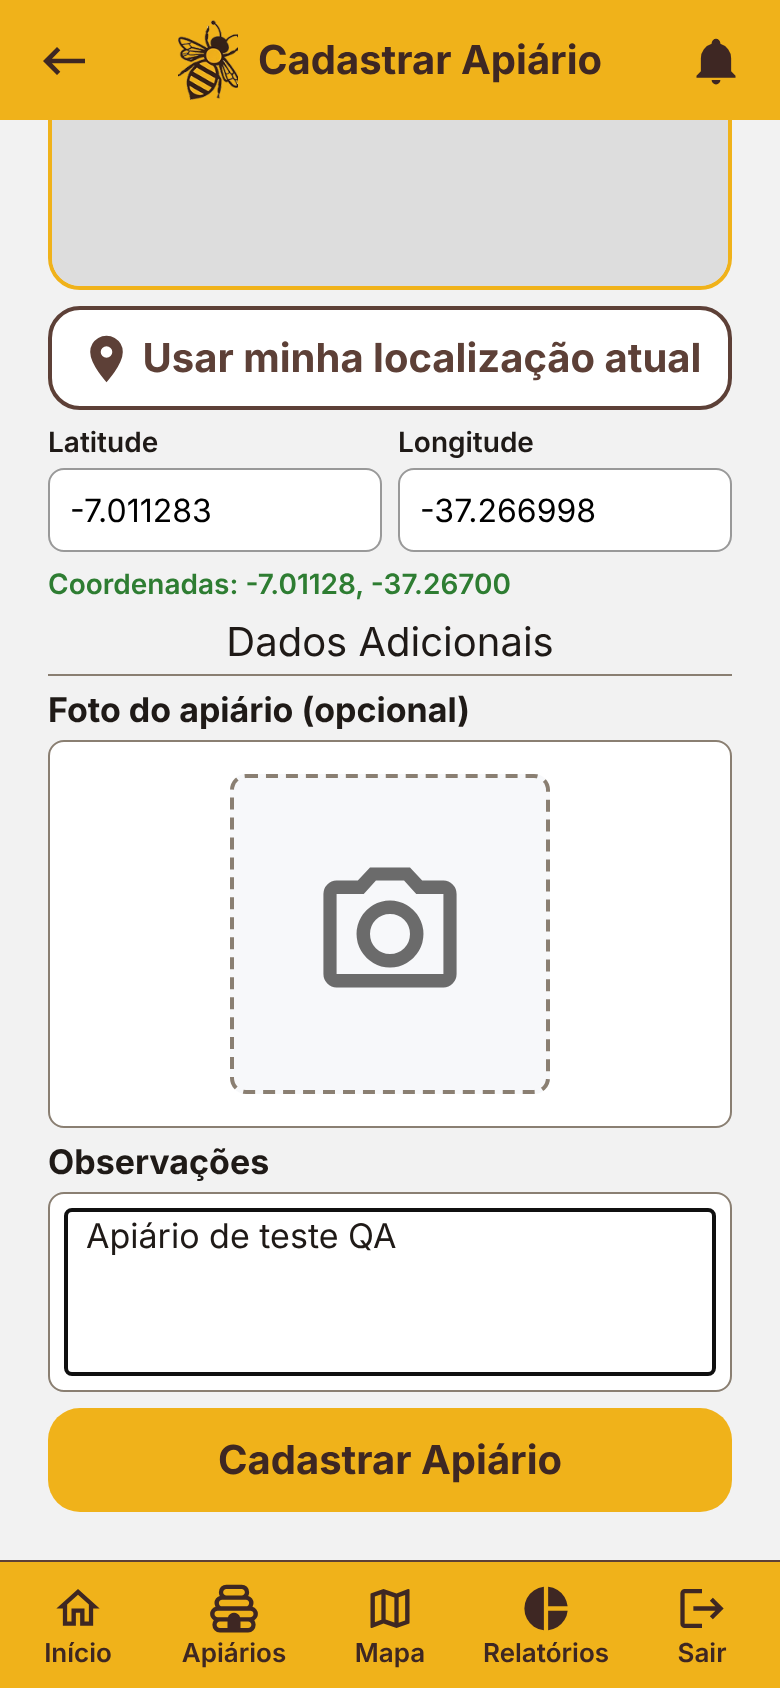 Cadastrar Apiário
Usar minha localização atual
Latitude
Longitude
-7.011283
-37.266998
Coordenadas: -7.01128, -37.26700
Dados Adicionais
Foto do apiário (opcional)
Observações
Apiário de teste QA
Cadastrar Apiário
Início
Apiários
Mapa
Relatórios
Sair